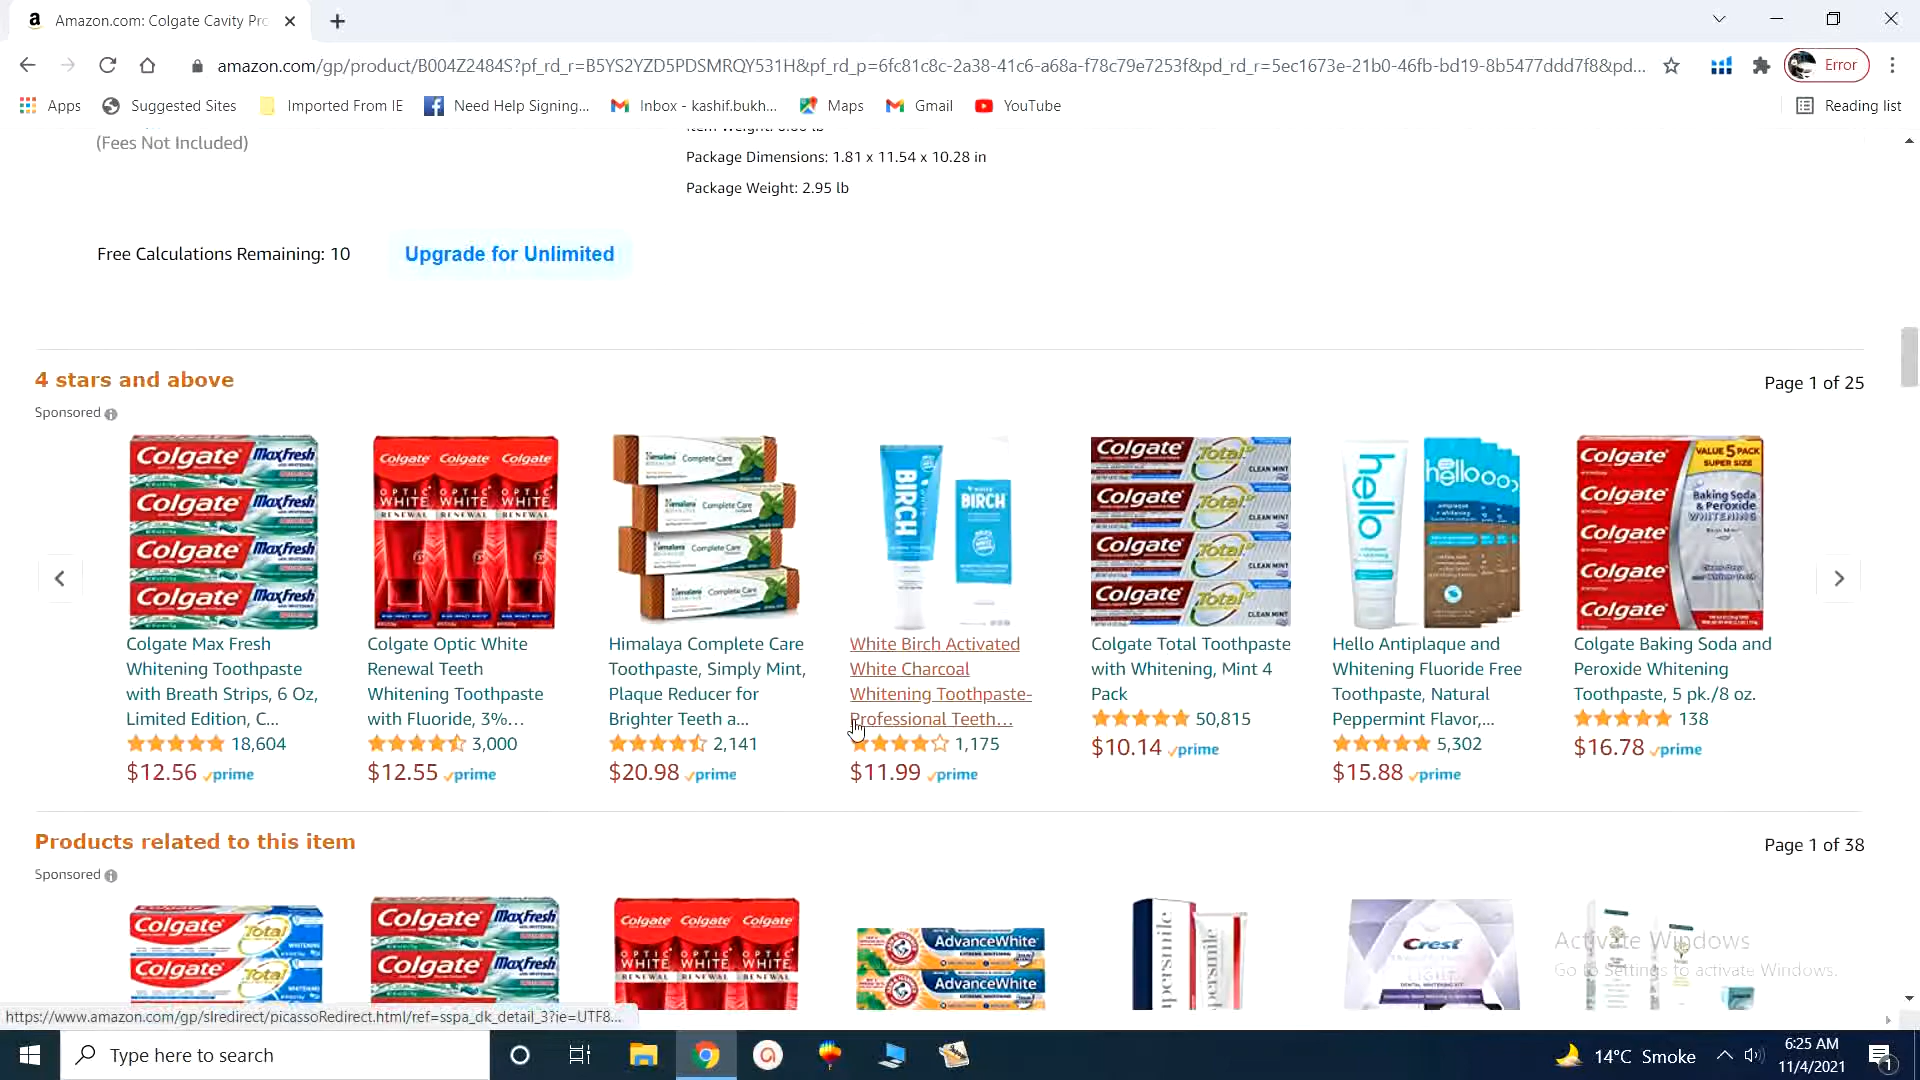 Amazon.com: Colgate Cavity Pro
amazon.com/gp/product/B004Z2484S?pf_rd_r=B5YS2YZD5PDSMRQY531H&pf_rd_p=6fc81c8c-2a38-41c6-a68a-f78c79e7253f&pd_rd_r=5ec1673e-21b0-46fb-bd19-8b5477ddd7f8&pd...
Error
Apps
Suggested Sites
Imported From IE
Need Help Signing...
Inbox - kashif.bukh...
Maps
Gmail
YouTube
Reading list
(Fees Not Included)
Package Dimensions: 1.81 x 11.54 x 10.28 in
Package Weight: 2.95 lb
Free Calculations Remaining: 10
Upgrade for Unlimited
4 stars and above
Page 1 of 25
Sponsored
Colgate Max Fresh
Whitening Toothpaste
with Breath Strips, 6 Oz,
Limited Edition, C...
18,604
$12.56 prime
Colgate Optic White
Renewal Teeth
Whitening Toothpaste
with Fluoride, 3%...
3,000
$12.55 prime
Himalaya Complete Care
Toothpaste, Simply Mint,
Plaque Reducer for
Brighter Teeth a...
2,141
$20.98 prime
White Birch Activated
White Charcoal
Whitening Toothpaste-
Professional Teeth...
1,175
$11.99 prime
Colgate Total Toothpaste
with Whitening, Mint 4
Pack
50,815
$10.14 prime
Hello Antiplaque and
Whitening Fluoride Free
Toothpaste, Natural
Peppermint Flavor,...
5,302
$15.88 prime
Colgate Baking Soda and
Peroxide Whitening
Toothpaste, 5 pk./8 oz.
138
$16.78 prime
Products related to this item
Page 1 of 38
Sponsored
Activate Windows
Go to Settings to activate Windows.
https://www.amazon.com/gp/slredirect/picassoRedirect.html/ref=sspa_dk_detail_3?ie=UTF8...
Type here to search
14°C Smoke
6:25 AM
11/4/2021
1